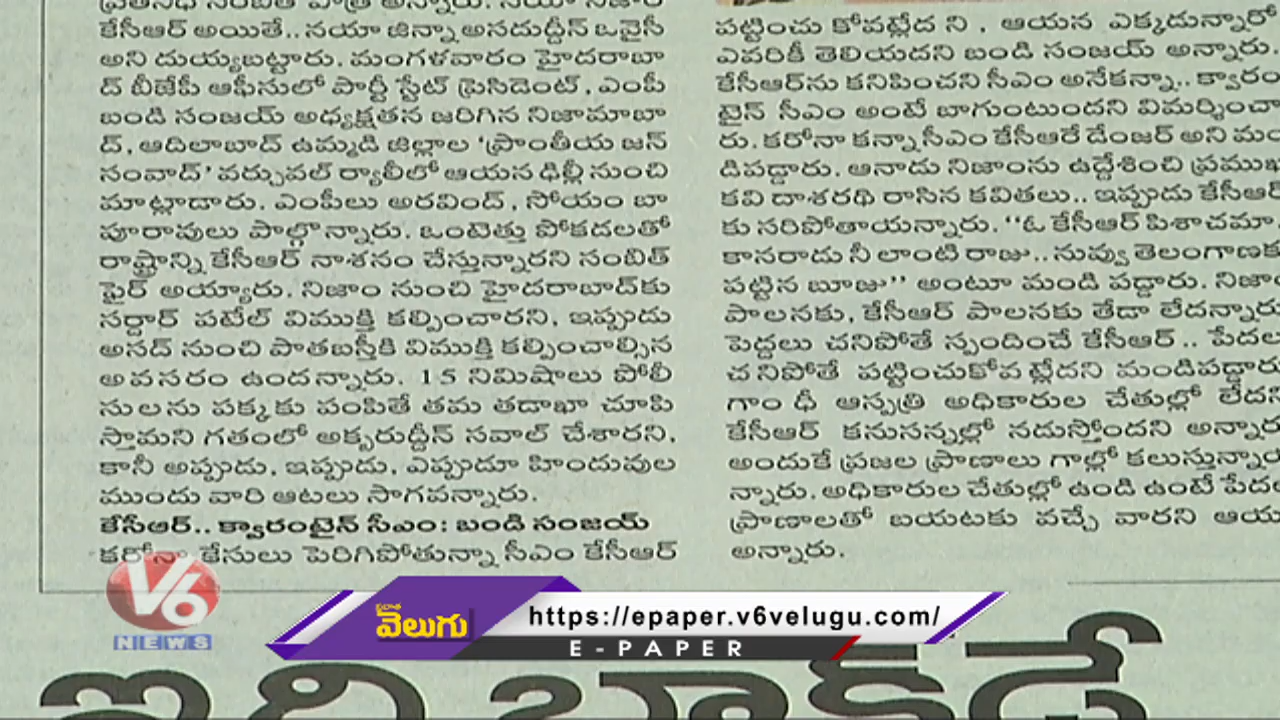 కేసీఆర్ అయితే.. నయా జిన్నా అసదుద్దీన్ ఒవైసీ
అని దుయ్యబట్టారు. మంగళవారం హైదరాబా
ద్ బీజేపీ ఆఫీసులో పార్టీ స్టేట్ ప్రెసిడెంట్, ఎంపీ
బండి సంజయ్ అధ్యక్షతన జరిగిన నిజామాబా
ద్, ఆదిలాబాద్ ఉమ్మడి జిల్లాల ‘ప్రాంతీయ జన్
సంవాద్’ వర్చువల్ ర్యాలీలో ఆయన ఢిల్లీ నుంచి
మాట్లాడారు. ఎంపీలు అరవింద్, సోయం బా
పూరావులు పాల్గొన్నారు. ఒంటెత్తు పోకడలతో
రాష్ట్రాన్ని కేసీఆర్ నాశనం చేస్తున్నారని సంబిత్
ఫైర్ అయ్యారు. నిజాం నుంచి హైదరాబాద్‌కు
సర్దార్ పటేల్ విముక్తి కల్పించారని, ఇప్పుడు
అసద్ నుంచి పాతబస్తీకి విముక్తి కల్పించాల్సిన
అవసరం ఉందన్నారు. 15 నిమిషాలు పోలీ
సులను పక్కకు పంపితే తమ తడాఖా చూపి
స్తామని గతంలో అక్బరుద్దీన్ సవాల్ చేశారని,
కానీ అప్పుడు, ఇప్పుడు, ఎప్పుడూ హిందువుల
ముందు వారి ఆటలు సాగవన్నారు.
కేసీఆర్.. క్వారంటైన్ సీఎం: బండి సంజయ్
కరోనా కేసులు పెరిగిపోతున్నా సీఎం కేసీఆర్
పట్టించు కోవట్లేద ని, ఆయన ఎక్కడున్నారో
ఎవరికీ తెలియదని బండి సంజయ్ అన్నారు.
కేసీఆర్‌ను కనిపించని సీఎం అనేకన్నా.. క్వారం
టైన్ సీఎం అంటే బాగుంటుందని విమర్శించా
రు. కరోనా కన్నా సీఎం కేసీఆరే డేంజర్ అని మం
డిపడ్డారు. ఆనాడు నిజాంను ఉద్దేశించి ప్రముఖ
కవి దాశరథి రాసిన కవితలు.. ఇప్పుడు కేసీఆర్
కు సరిపోతాయన్నారు. ‘‘ఓ కేసీఆర్ పిశాచమా,
కానరాడు నీ లాంటి రాజు.. నువ్వు తెలంగాణకు
పట్టిన బూజు’’ అంటూ మండి పడ్డారు. నిజాం
పాలనకు, కేసీఆర్ పాలనకు తేడా లేదన్నారు
పెద్దలు చనిపోతే స్పందించే కేసీఆర్.. పేదల
చనిపోతే పట్టించుకోవ ట్లేదని మండిపడ్డారు
గాం ధీ ఆస్పత్రి అధికారుల చేతుల్లో లేదని
కేసీఆర్ కనుసన్నల్లో నడుస్తోందని అన్నారు
అందుకే ప్రజల ప్రాణాలు గాల్లో కలుస్తున్నార
న్నారు. అధికారుల చేతుల్లో ఉండి ఉంటే పేదల
ప్రాణాలతో బయటకు వచ్చే వారని ఆయ
అన్నారు.
V6
NEWS
ప్రభాత
వెలుగు
https://epaper.v6velugu.com/
E-PAPER